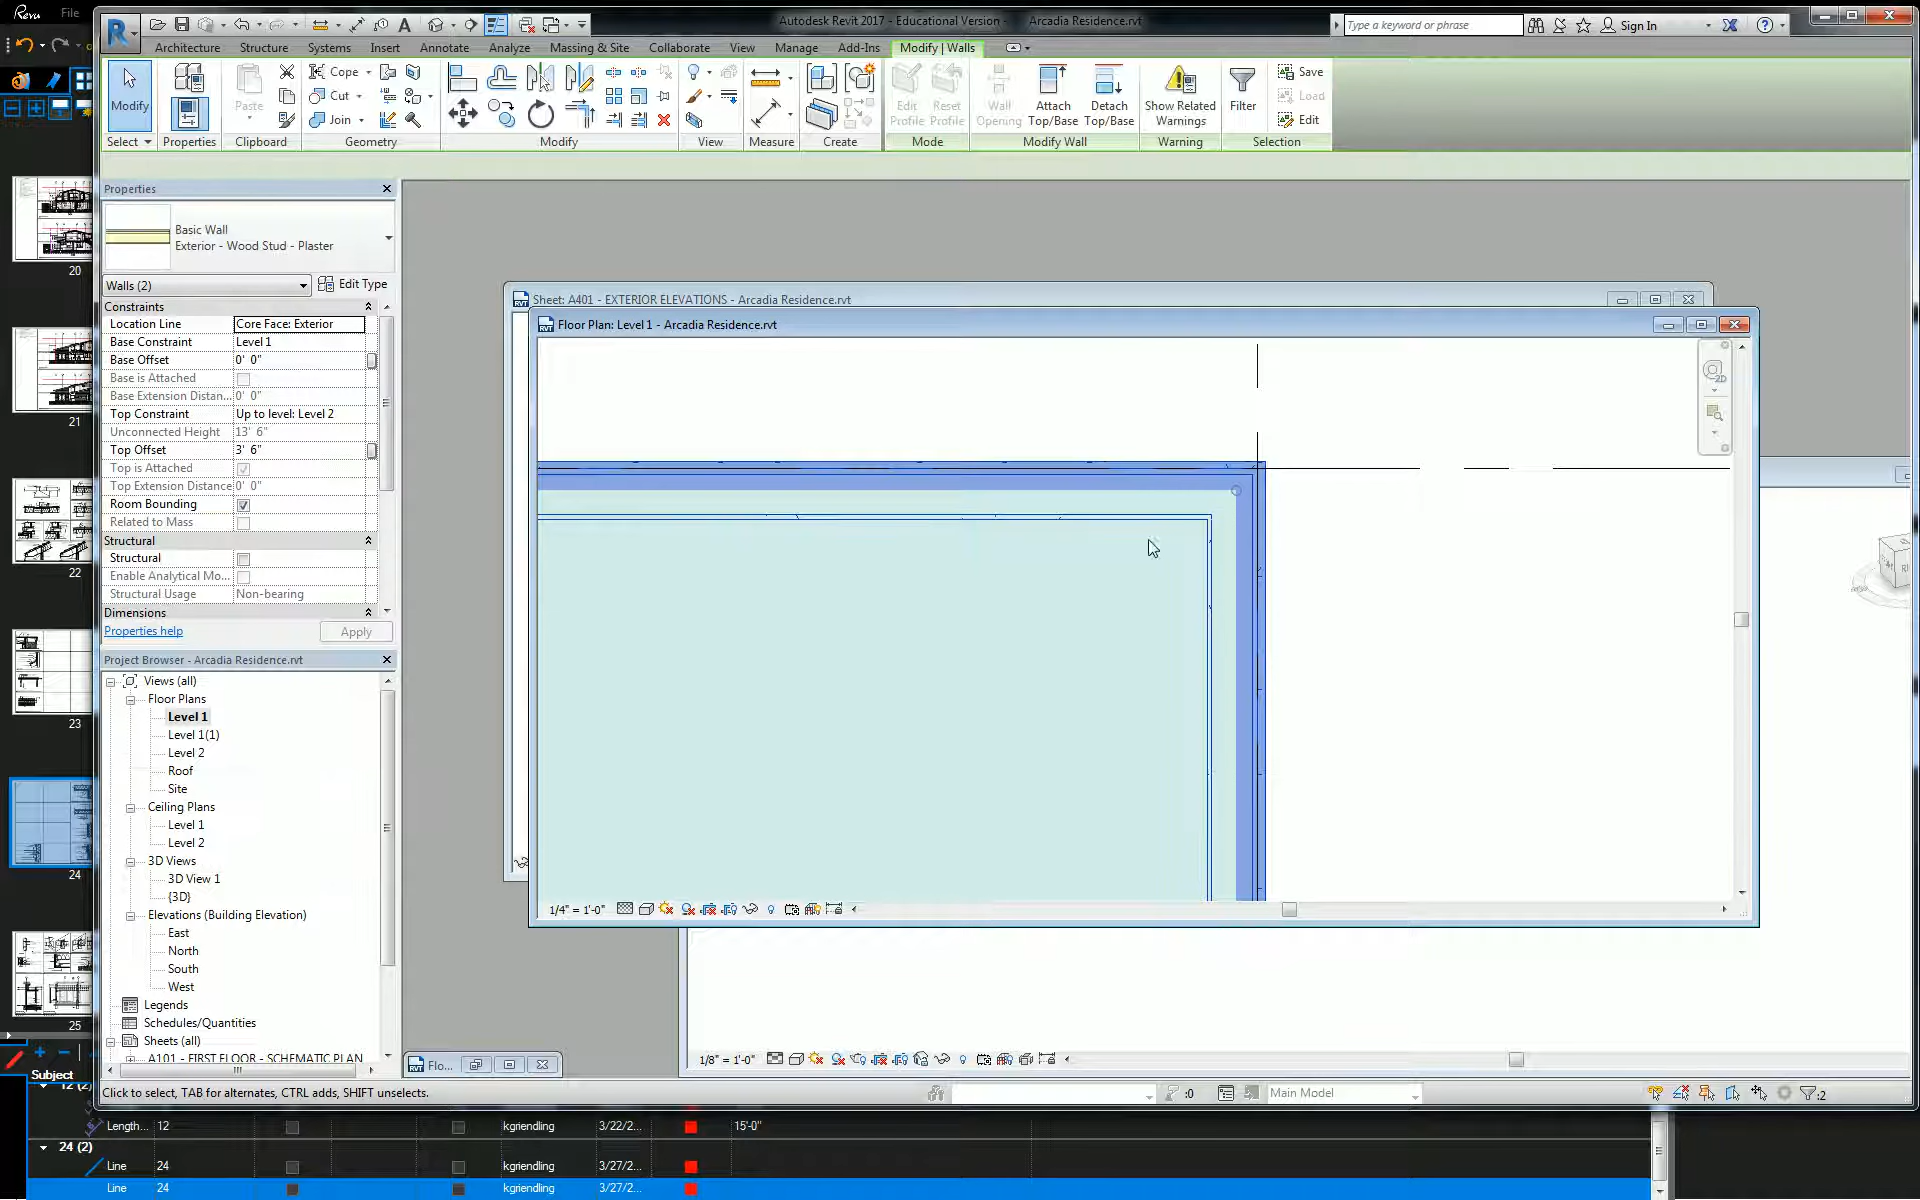 Revu File
Autodesk Revit 2017 - Educational Version - Arcadia Residence.rvt
Type a keyword or phrase
Sign In
Architecture Structure Systems Insert Annotate Analyze Massing & Site Collaborate View Manage Add-Ins Modify | Walls
Modify
Paste
Cope
Cut
Join
Edit Profile
Reset Profile
Wall Opening
Attach Top/Base
Detach Top/Base
Show Related Warnings
Filter
Save
Load
Edit
Select Properties Clipboard Geometry Modify View Measure Create Mode Modify Wall Warning Selection
Properties
Basic Wall
Exterior - Wood Stud - Plaster
Walls (2)
Edit Type
Constraints
Location Line Core Face: Exterior
Base Constraint Level 1
Base Offset 0' 0"
Base is Attached
Base Extension Distan... 0' 0"
Top Constraint Up to level: Level 2
Unconnected Height 13' 6"
Top Offset 3' 6"
Top is Attached
Top Extension Distance 0' 0"
Room Bounding
Related to Mass
Structural
Structural
Enable Analytical Mo...
Structural Usage Non-bearing
Dimensions
Properties help
Apply
Project Browser - Arcadia Residence.rvt
Views (all)
Floor Plans
Level 1
Level 1(1)
Level 2
Roof
Site
Ceiling Plans
Level 1
Level 2
3D Views
3D View 1
{3D}
Elevations (Building Elevation)
East
North
South
West
Legends
Schedules/Quantities
Sheets (all)
A101 - FIRST FLOOR - SCHEMATIC PLAN
20
21
22
23
24
25
Sheet: A401 - EXTERIOR ELEVATIONS - Arcadia Residence.rvt
Floor Plan: Level 1 - Arcadia Residence.rvt
2D
1/4" = 1'-0"
Flo...
1/8" = 1'-0"
Click to select, TAB for alternates, CTRL adds, SHIFT unselects.
:0
Main Model
:2
Subject
12 (2)
Length... 12 kgriendling 3/22/2... 15'-0"
24 (2)
Line 24 kgriendling 3/27/2...
Line 24 kgriendling 3/27/2...